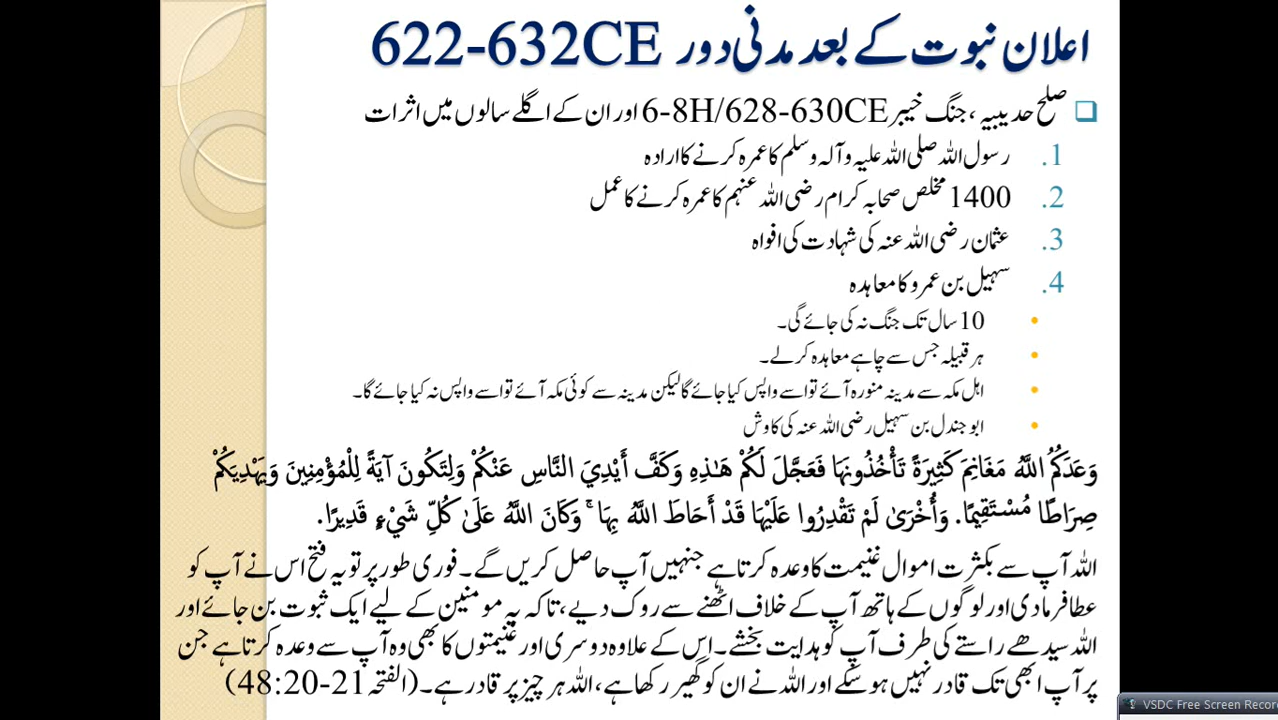 اعلان نبوت کے بعد مدنی دور 622-632CE
صلح حدیبیہ، جنگ خیبر 6-8H/628-630CE اور ان کے اگلے سالوں میں اثرات
1. رسول اللہ صلی اللہ علیہ وآلہ وسلم کا عمرہ کرنے کا ارادہ
2. 1400 مخلص صحابہ کرام رضی اللہ عنہم کا عمرہ کرنے کا عمل
3. عثمان رضی اللہ عنہ کی شہادت کی افواہ
4. سہیل بن عمرو کا معاہدہ
• 10 سال تک جنگ نہ کی جائے گی۔
• ہر قبیلہ جس سے چاہے معاہدہ کر لے۔
• اہل مکہ سے مدینہ منورہ آئے تو اسے واپس کیا جائے گا لیکن مدینہ سے کوئی مکہ آئے تو اسے واپس نہ کیا جائے گا۔
• ابو جندل بن سہیل رضی اللہ عنہ کی کاوش
وَعَدَكُمُ اللَّهُ مَغَانِمَ كَثِيرَةً تَأْخُذُونَهَا فَعَجَّلَ لَكُمْ هَٰذِهِ وَكَفَّ أَيْدِيَ النَّاسِ عَنْكُمْ وَلِتَكُونَ آيَةً لِلْمُؤْمِنِينَ وَيَهْدِيَكُمْ
صِرَاطًا مُسْتَقِيمًا. وَأُخْرَىٰ لَمْ تَقْدِرُوا عَلَيْهَا قَدْ أَحَاطَ اللَّهُ بِهَا ۚ وَكَانَ اللَّهُ عَلَىٰ كُلِّ شَيْءٍ قَدِيرًا.
اللہ آپ سے بکثرت اموال غنیمت کا وعدہ کرتا ہے جنہیں آپ حاصل کریں گے۔ فوری طور پر تو یہ فتح اس نے آپ کو
عطا فرما دی اور لوگوں کے ہاتھ آپ کے خلاف اٹھنے سے روک دیے، تاکہ یہ مومنین کے لیے ایک ثبوت بن جائے اور
اللہ سیدھے راستے کی طرف آپ کو ہدایت بخشے۔ اس کے علاوہ دوسری اور غنیمتوں کا بھی وہ آپ سے وعدہ کرتا ہے جن
پر آپ ابھی تک قادر نہیں ہو سکے اور اللہ نے ان کو گھیر رکھا ہے، اللہ ہر چیز پر قادر ہے۔ (الفتحہ 21-48:20)
VSDC Free Screen Recor